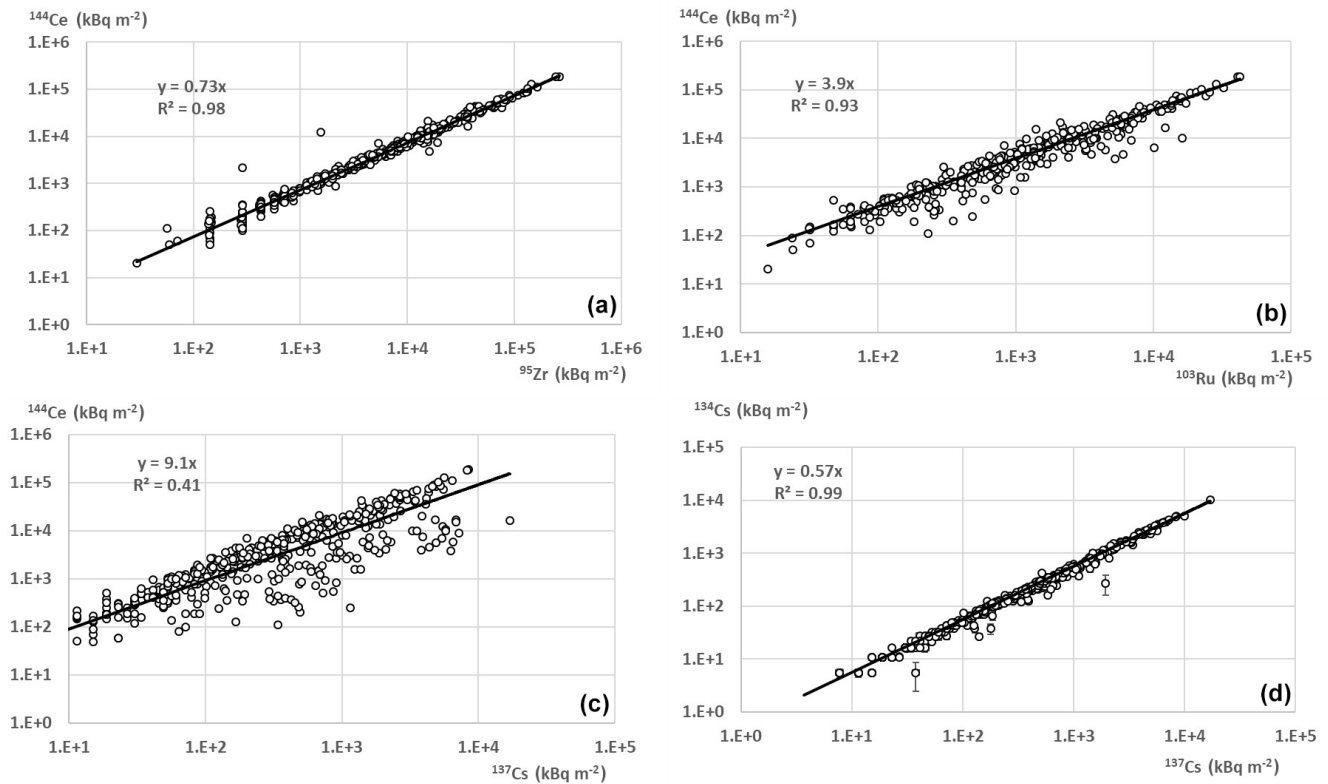 ¹⁴⁴Ce (kBq m⁻²)
1.E+6
1.E+5
1.E+4
1.E+3
1.E+2
1.E+1
1.E+0
y = 0.73x
R² = 0.98
(a)
1.E+1 1.E+2 1.E+3 1.E+4 1.E+5 1.E+6
⁹⁵Zr (kBq m⁻²)
¹⁴⁴Ce (kBq m⁻²)
1.E+6
1.E+5
1.E+4
1.E+3
1.E+2
1.E+1
1.E+0
y = 3.9x
R² = 0.93
(b)
1.E+1 1.E+2 1.E+3 1.E+4 1.E+5
¹⁰³Ru (kBq m⁻²)
¹⁴⁴Ce (kBq m⁻²)
1.E+6
1.E+5
1.E+4
1.E+3
1.E+2
1.E+1
1.E+0
y = 9.1x
R² = 0.41
(c)
1.E+1 1.E+2 1.E+3 1.E+4 1.E+5
¹³⁷Cs (kBq m⁻²)
¹³⁴Cs (kBq m⁻²)
1.E+5
1.E+4
1.E+3
1.E+2
1.E+1
1.E+0
y = 0.57x
R² = 0.99
(d)
1.E+0 1.E+1 1.E+2 1.E+3 1.E+4 1.E+5
¹³⁷Cs (kBq m⁻²)